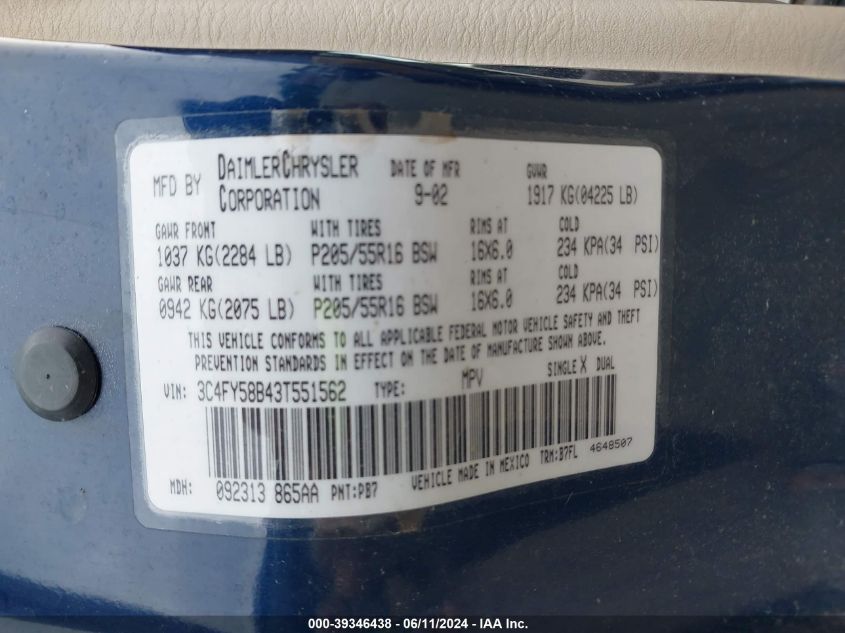 MFD BY DAIMLERCHRYSLER CORPORATION DATE OF MFR 9-02 GVWR 1917 KG(04225 LB)
GAWR FRONT WITH TIRES RIMS AT COLD
1037 KG(2284 LB) P205/55R16 BSW 16X6.0 234 KPA(34 PSI)
GAWR REAR WITH TIRES RIMS AT COLD
0942 KG(2075 LB) P205/55R16 BSW 16X6.0 234 KPA(34 PSI)
THIS VEHICLE CONFORMS TO ALL APPLICABLE FEDERAL MOTOR VEHICLE SAFETY AND THEFT
PREVENTION STANDARDS IN EFFECT ON THE DATE OF MANUFACTURE SHOWN ABOVE.
VIN: 3C4FY58B43T551562 TYPE: MPV SINGLE X DUAL
MDH: 092313 865AA PNT:PB7 VEHICLE MADE IN MEXICO TRM:B7FL 4648507
000-39346438 - 06/11/2024 - IAA Inc.